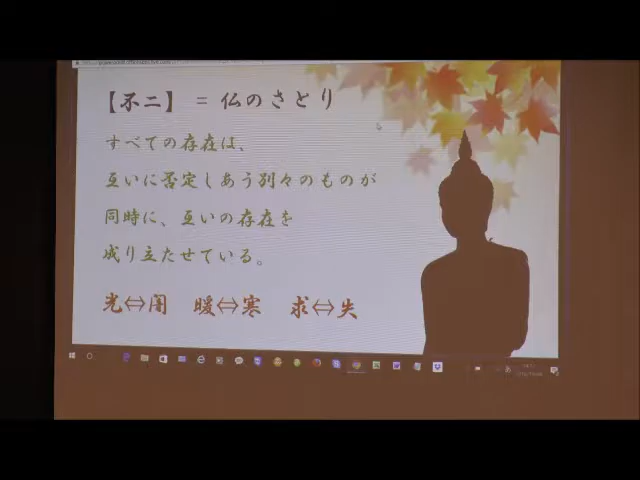 【不二】 = 仏のさとり
すべての存在は、
互いに否定しあう別々のものが
同時に、互いの存在を
成り立たせている。
光⇔闇 暖⇔寒 求⇔失